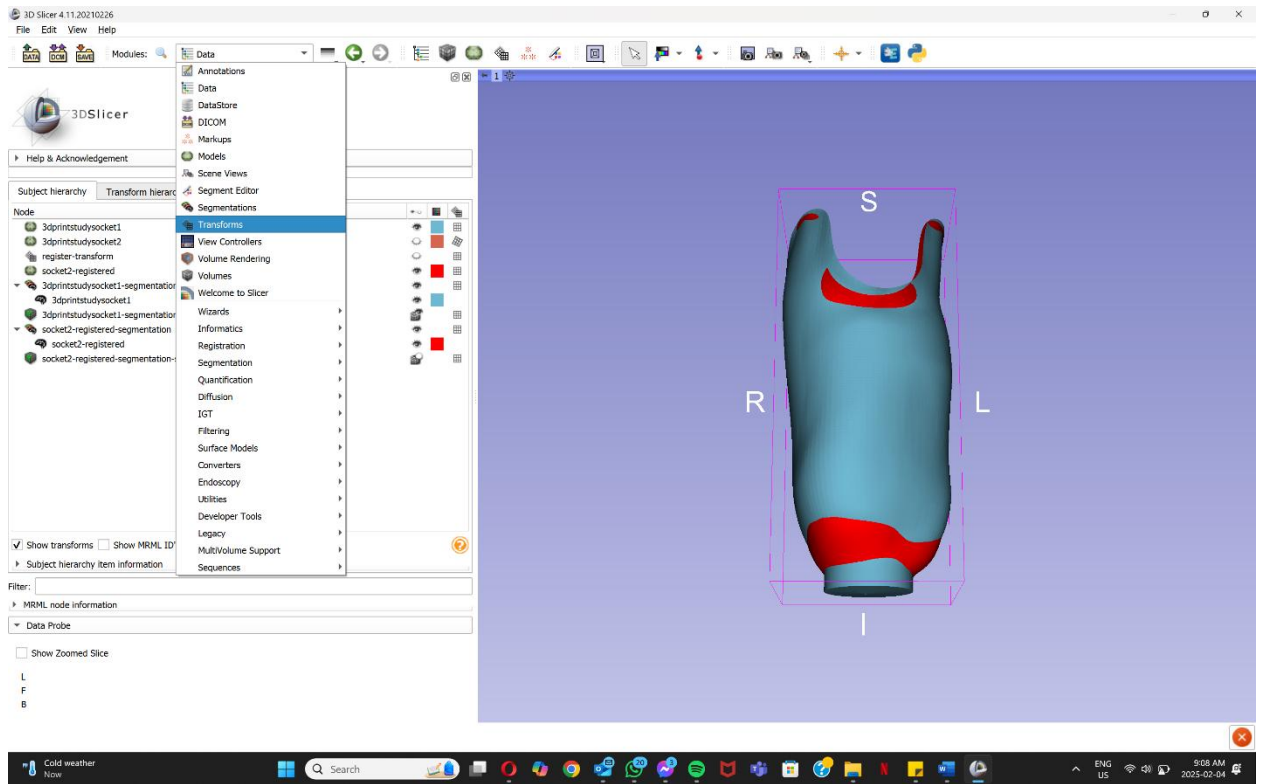 3D Slicer 4.11.20210226
File Edit View Help
DATA DCM SAVE Modules: Data
Annotations
Data
DataStore
DICOM
Markups
Models
Scene Views
Segment Editor
Segmentations
Transforms
View Controllers
Volume Rendering
Volumes
Welcome to Slicer
Wizards
Informatics
Registration
Segmentation
Quantification
Diffusion
IGT
Filtering
Surface Models
Converters
Endoscopy
Utilities
Developer Tools
Legacy
MultiVolume Support
Sequences
3DSlicer
Help & Acknowledgement
Subject hierarchy Transform hierarc
Node
3dprintstudysocket1
3dprintstudysocket2
register-transform
socket2-registered
3dprintstudysocket1-segmentation
3dprintstudysocket1
3dprintstudysocket1-segmentation
socket2-registered-segmentation
socket2-registered
socket2-registered-segmentation-
Show transforms Show MRML ID
Subject hierarchy item information
Filter:
MRML node information
Data Probe
Show Zoomed Slice
L
F
B
1
S
R L
I
Cold weather
Now
Search
20
3
ENG
US
9:08 AM
2025-02-04